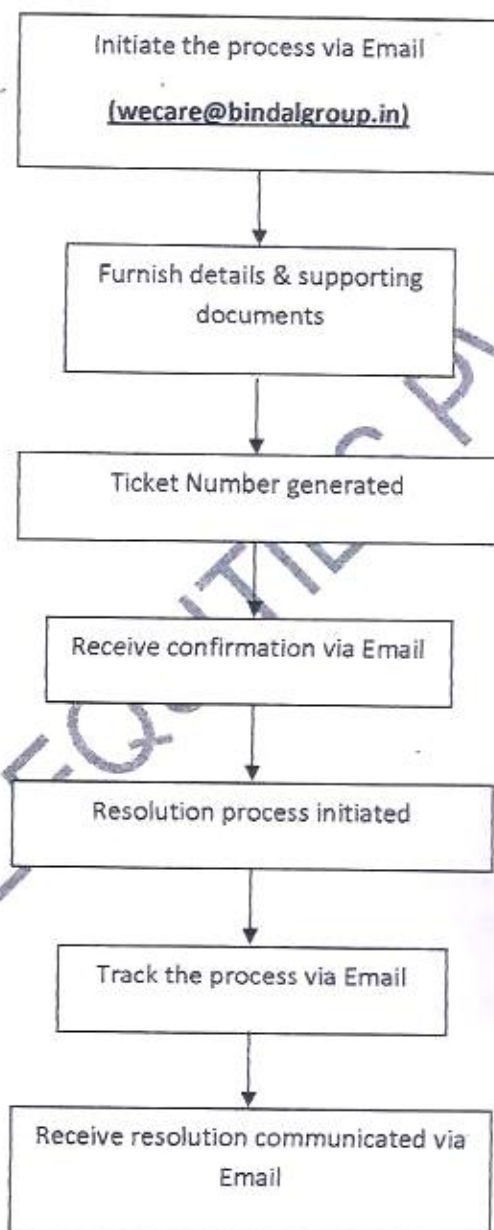 Initiate the process via Email
(wecare@bindalgroup.in)
Furnish details & supporting
documents
Ticket Number generated
Receive confirmation via Email
Resolution process initiated
Track the process via Email
Receive resolution communicated via
Email